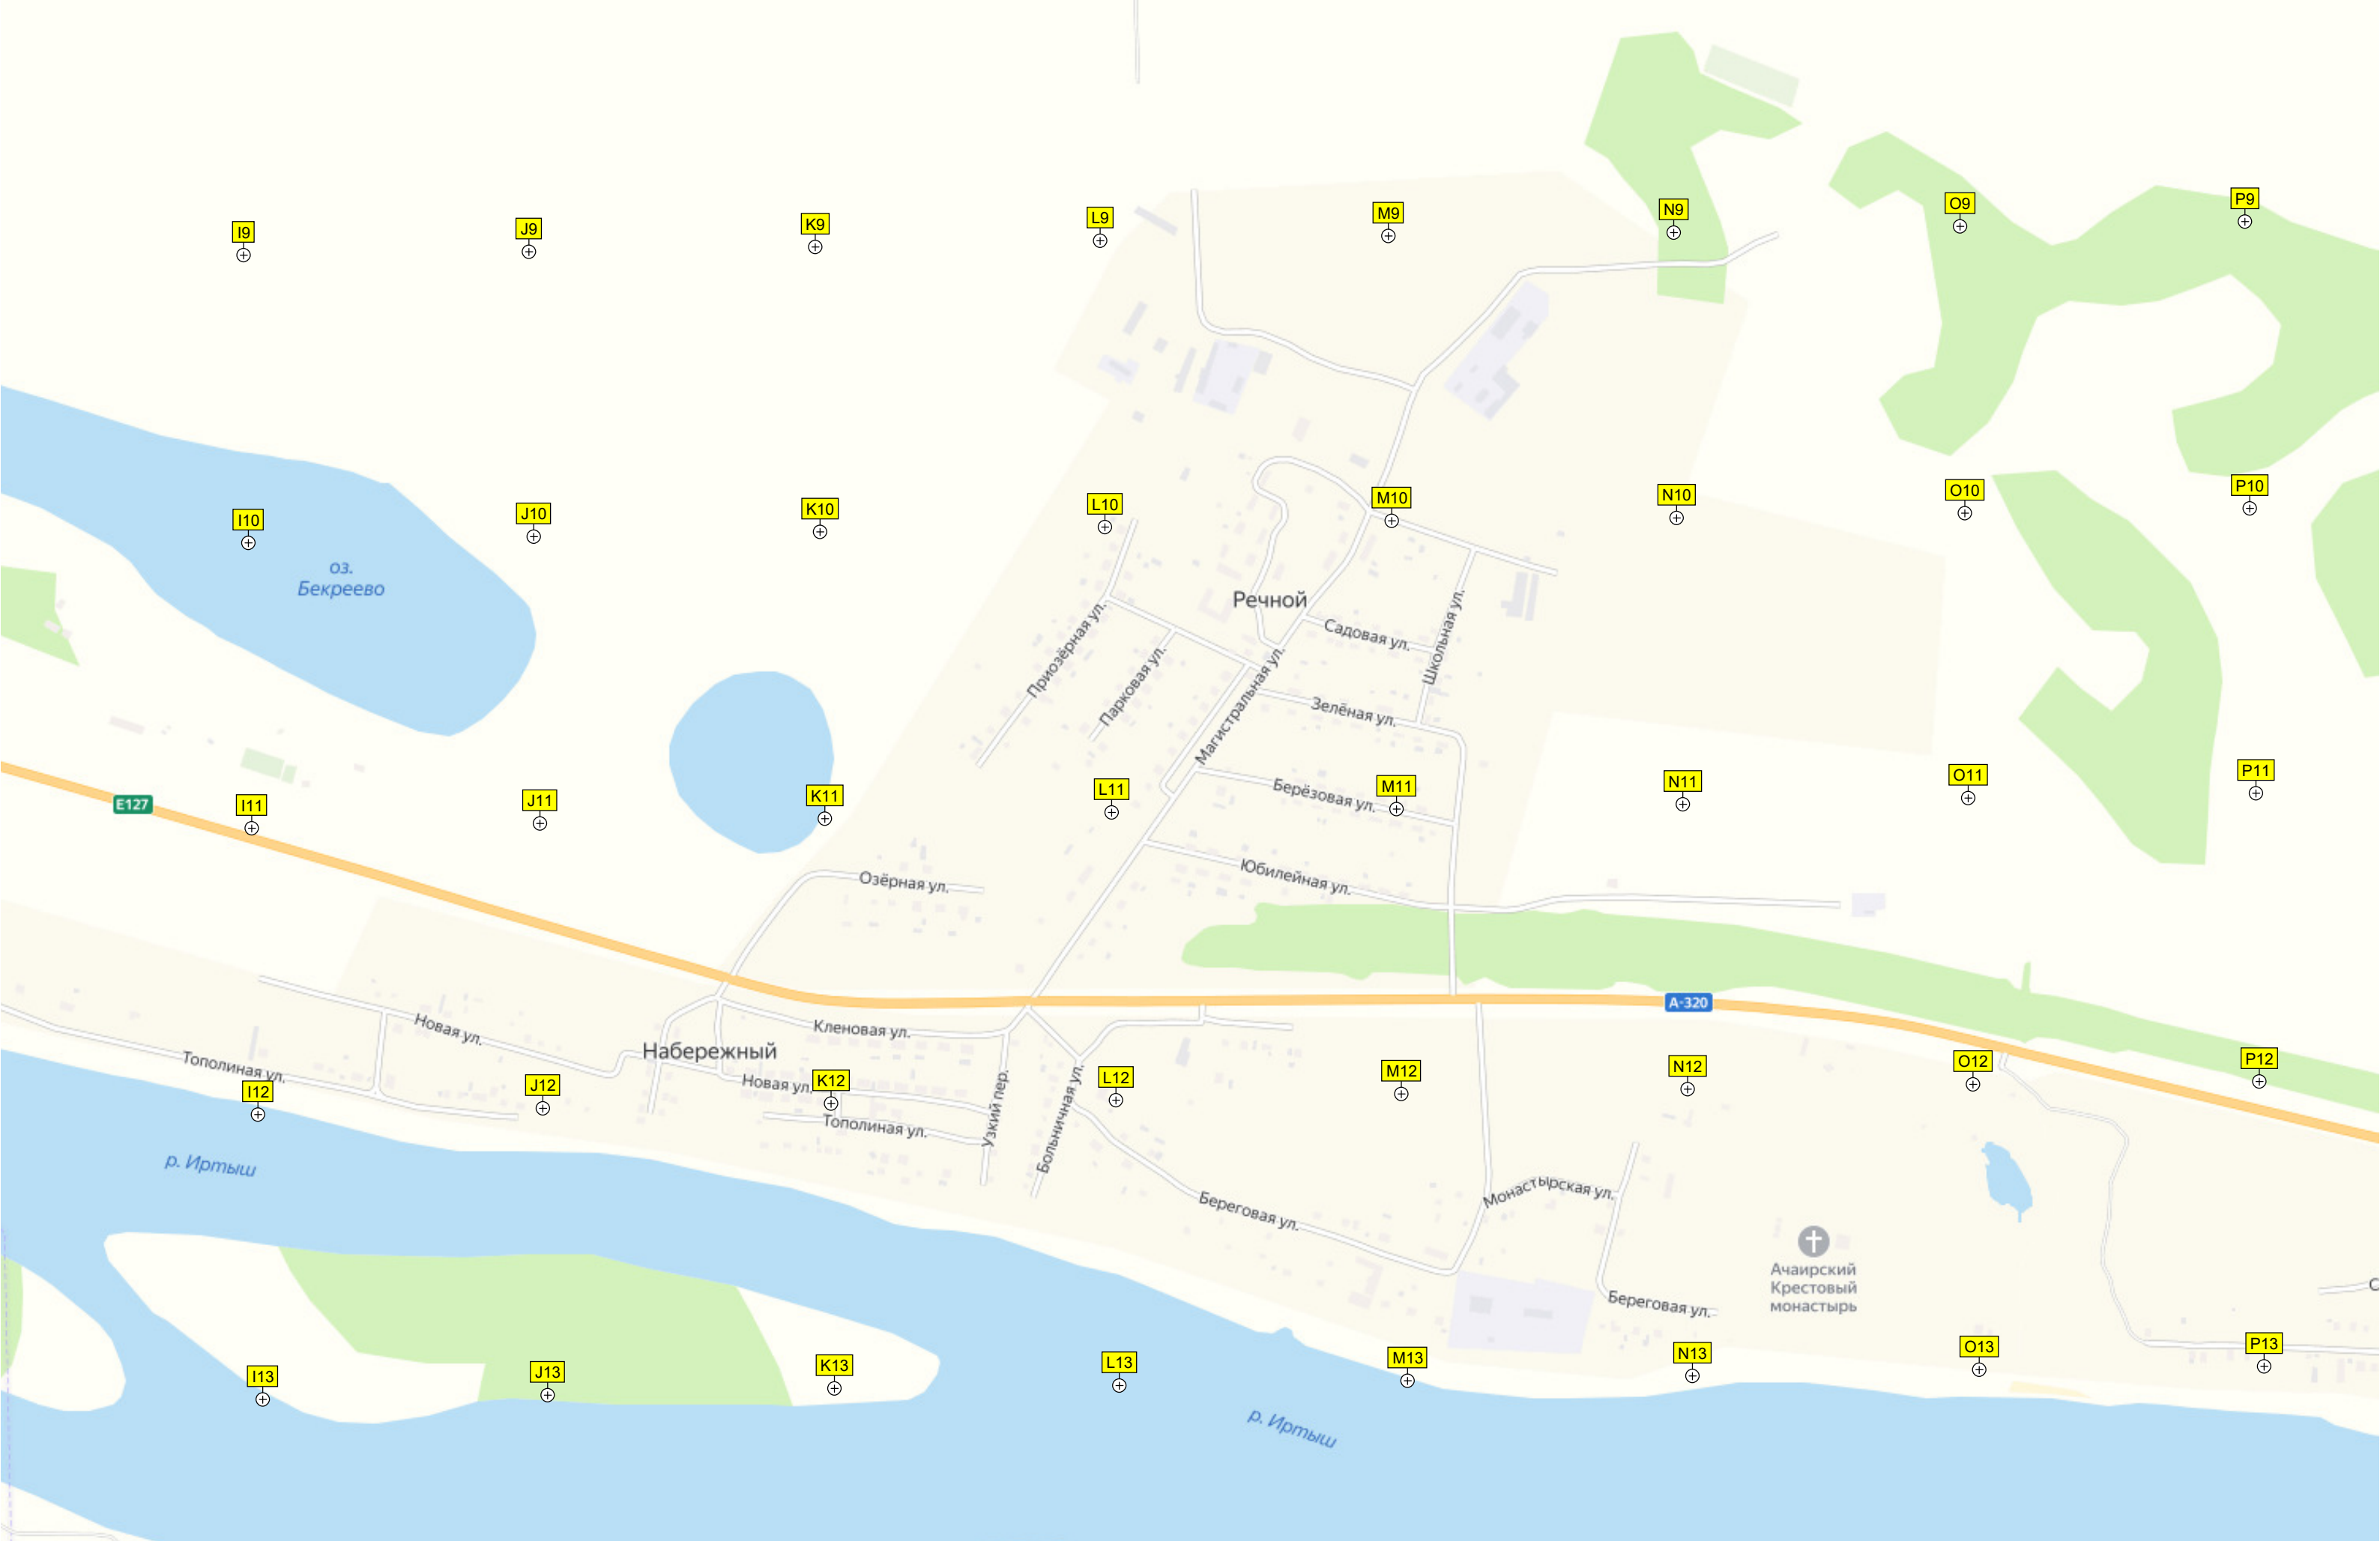 I9
J9
K9
L9
M9
N9
O9
P9
I10
J10
K10
L10
M10
N10
O10
P10
оз.
Бекреево
Речной
Приозёрная ул.
Парковая ул.
Магистральная ул.
Садовая ул.
Школьная ул.
Зелёная ул.
E127
I11
J11
K11
L11
Берёзовая ул.
M11
N11
O11
P11
Озёрная ул.
Юбилейная ул.
А-320
Новая ул.
Кленовая ул.
Набережный
Тополиная ул.
I12
J12
Новая ул.
K12
Тополиная ул.
Узкий пер.
Больничная ул.
L12
M12
N12
O12
P12
р. Иртыш
Береговая ул.
Монастырская ул.
Ачаирский
Крестовый
монастырь
Береговая ул.
С
I13
J13
K13
L13
M13
N13
O13
P13
р. Иртыш